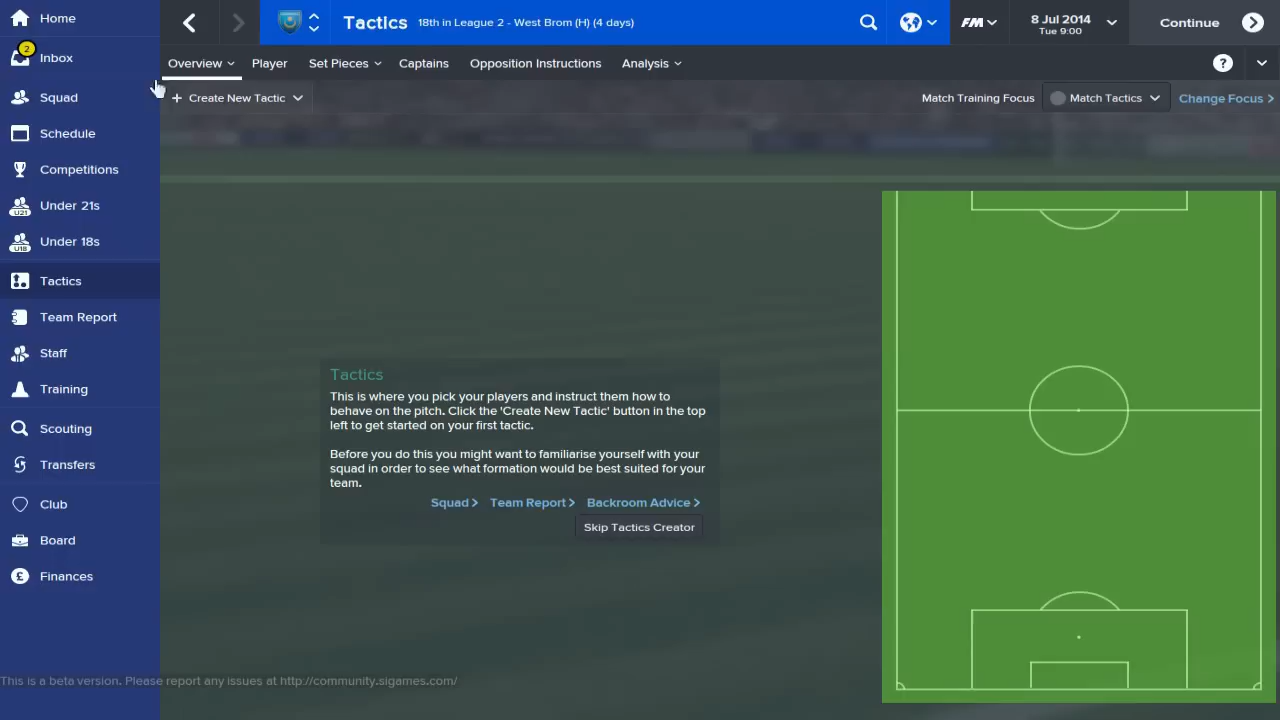 Home
2
Inbox
Squad
Schedule
Competitions
U21
Under 21s
U18
Under 18s
Tactics
Team Report
Staff
Training
Scouting
Transfers
Club
Board
£
Finances
Tactics 18th in League 2 - West Brom (H) (4 days)
FM
8 Jul 2014
Tue 9:00
Continue
Overview Player Set Pieces Captains Opposition Instructions Analysis ?
+ Create New Tactic Match Training Focus Match Tactics Change Focus >
Tactics
This is where you pick your players and instruct them how to
behave on the pitch. Click the 'Create New Tactic' button in the top
left to get started on your first tactic.
Before you do this you might want to familiarise yourself with your
squad in order to see what formation would be best suited for your
team.
Squad > Team Report > Backroom Advice >
Skip Tactics Creator
This is a beta version. Please report any issues at http://community.sigames.com/